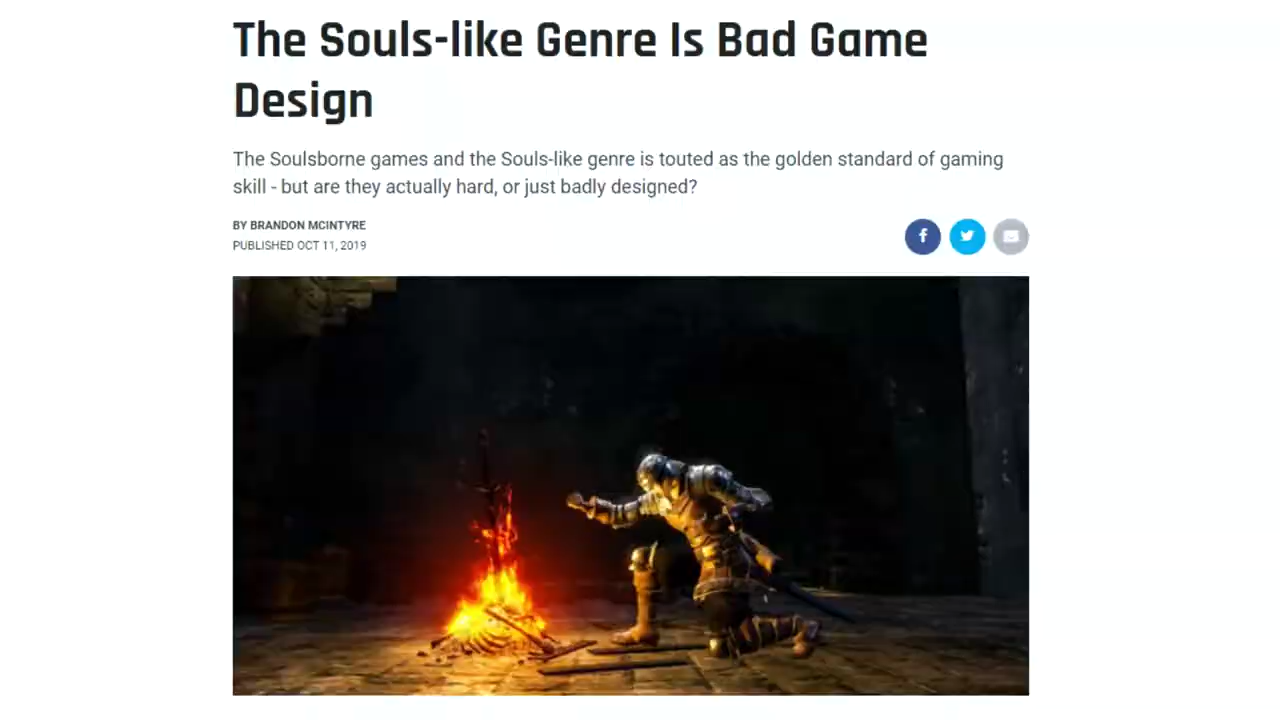 The Souls-like Genre Is Bad Game
Design
The Soulsborne games and the Souls-like genre is touted as the golden standard of gaming
skill - but are they actually hard, or just badly designed?
BY BRANDON MCINTYRE
PUBLISHED OCT 11, 2019